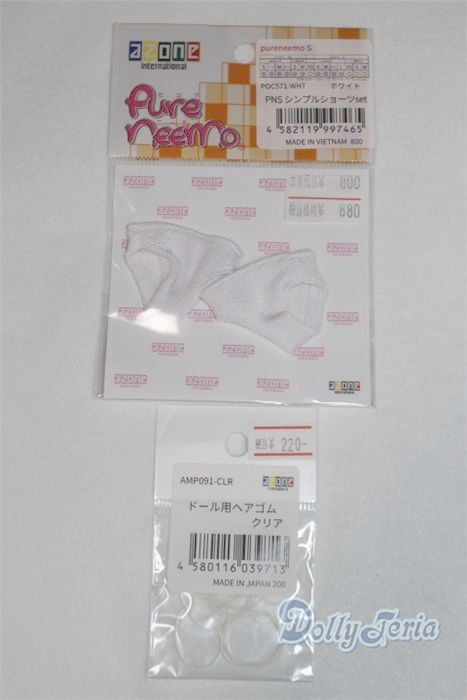 azone
International
Pure
neemo
pureneemo S
POC571-WHT ホワイト
PNS シンプルショーツset
4 582119 997465
MADE IN VIETNAM 800
本体価格¥ 800
税込価格¥ 880
azone
税込¥ 220-
AMP091-CLR
azone
ドール用ヘアゴム
クリア
4 580116 039713
MADE IN JAPAN 200
DollyTeria